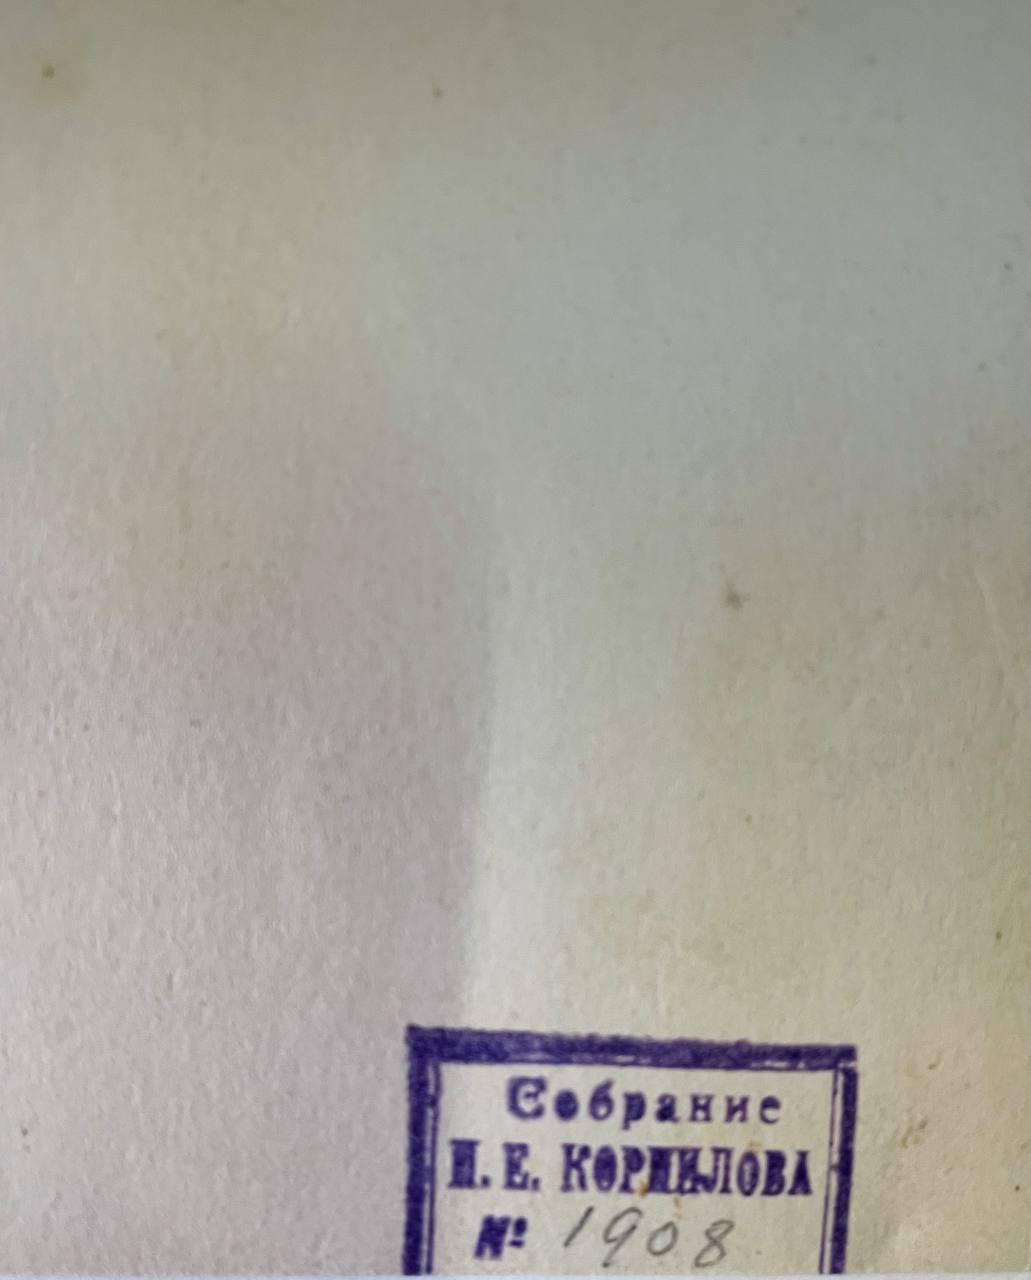 Собрание
П. Е. КОРНИЛОВА
№ 1908